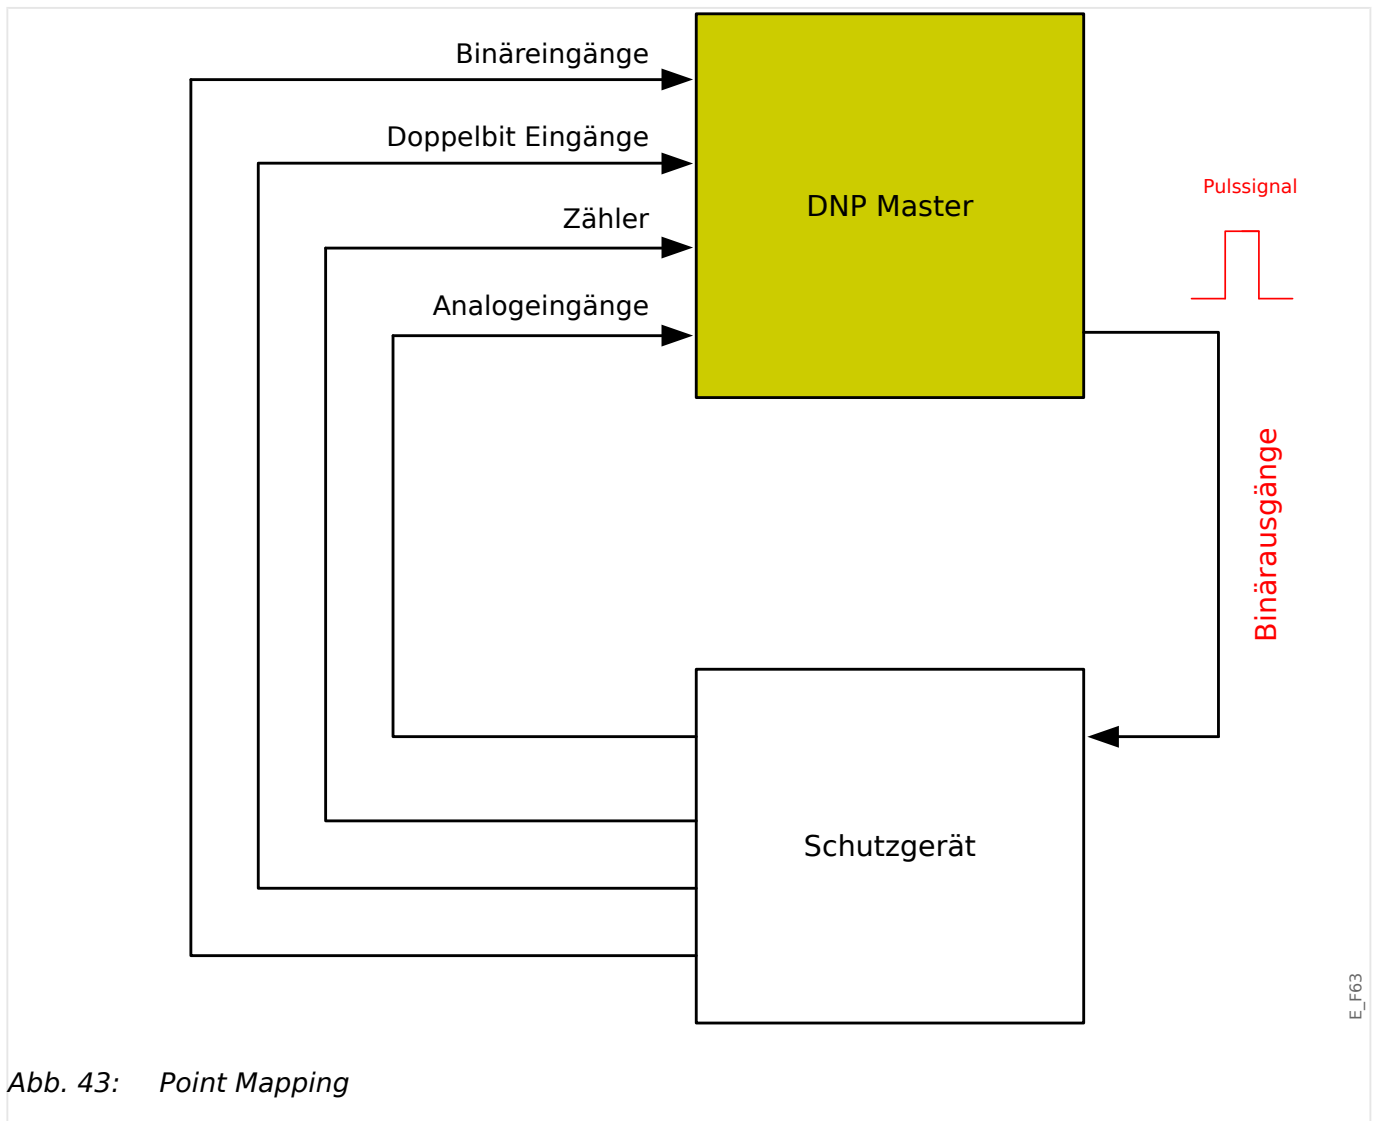 Binäreingänge
Doppelbit Eingänge
Zähler
Analogeingänge
DNP Master
Pulssignal
Binärausgänge
Schutzgerät
E_F63
Abb. 43: Point Mapping